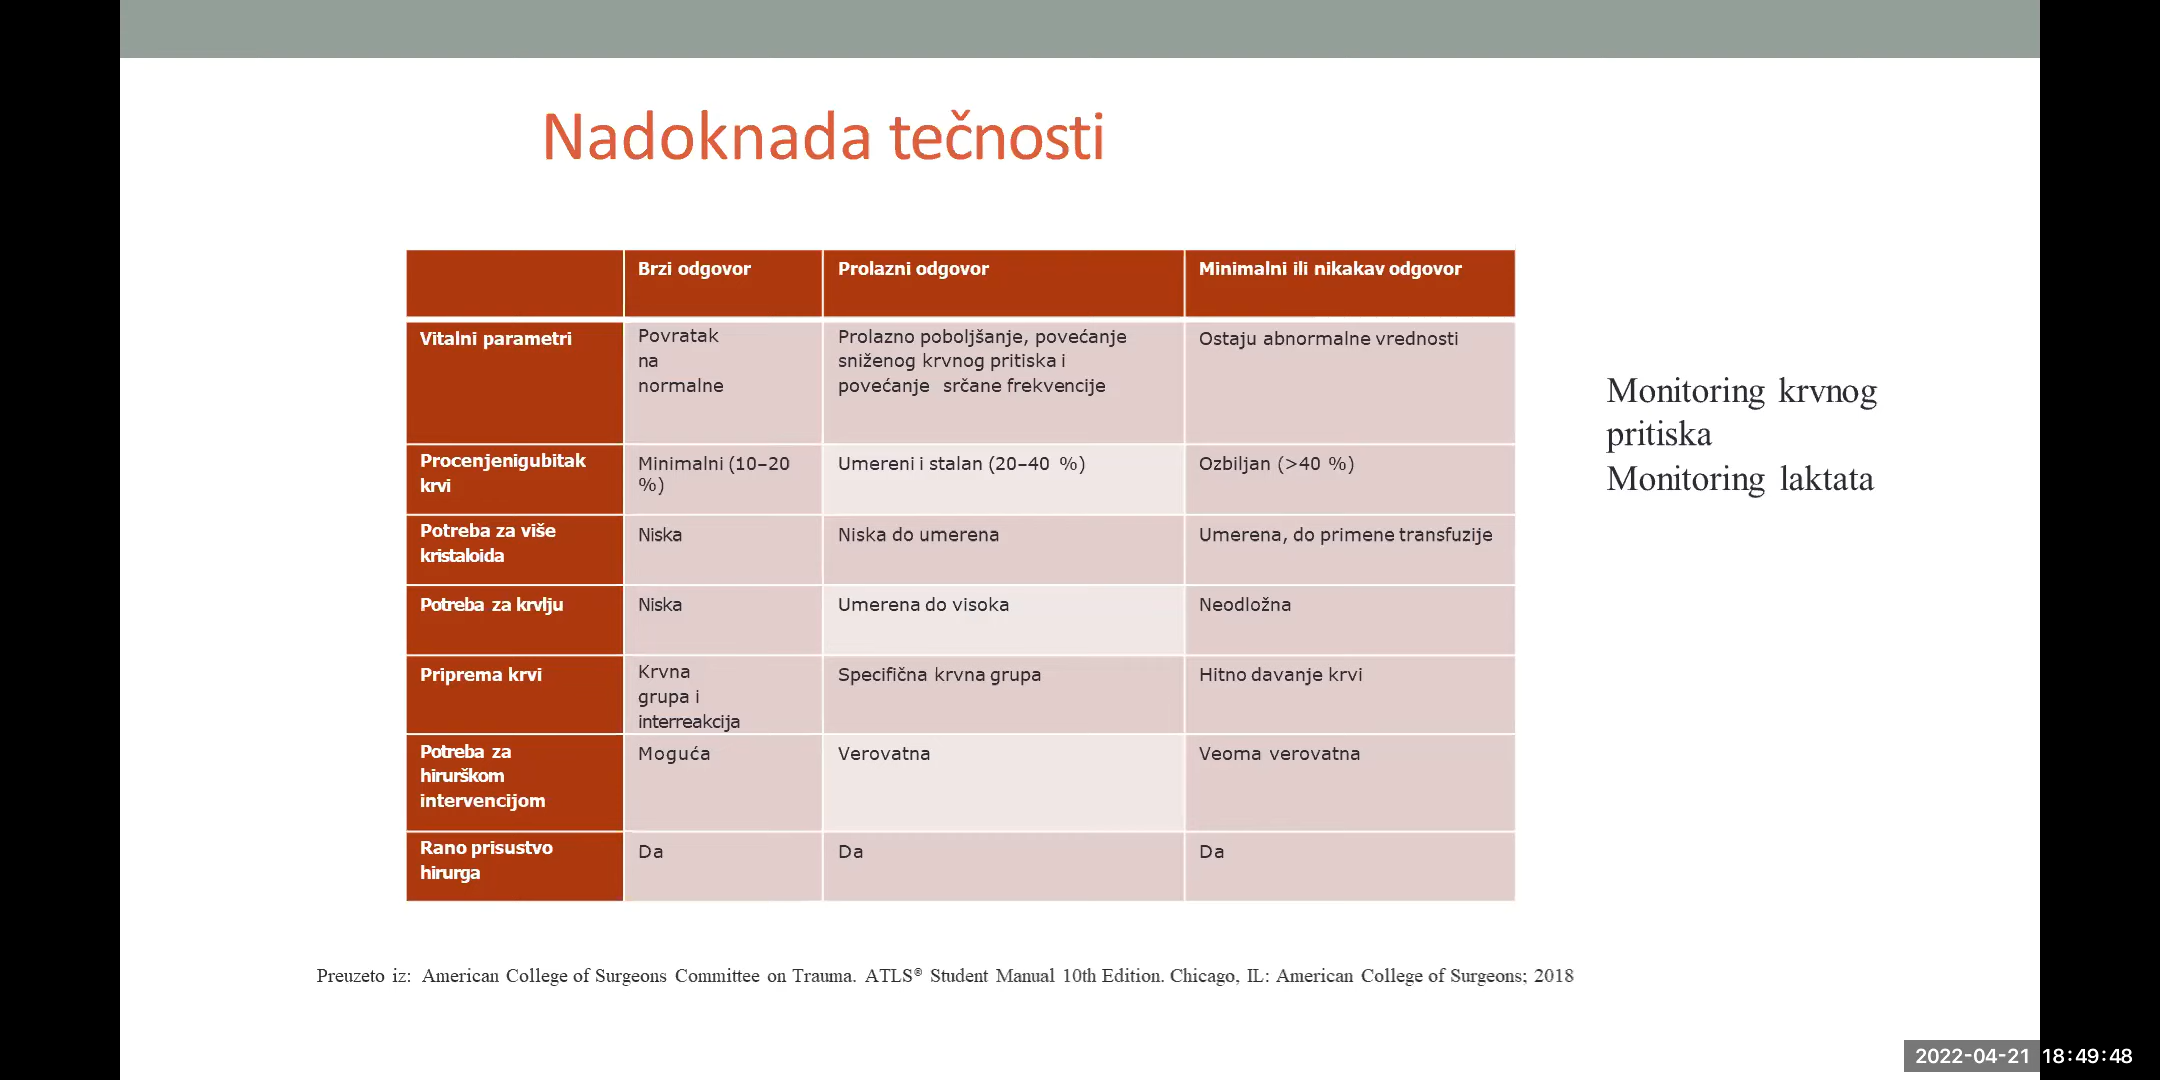 Nadoknada tečnosti
Brzi odgovor
Prolazni odgovor
Minimalni ili nikakav odgovor
Vitalni parametri
Povratak
na
normalne
Prolazno poboljšanje, povećanje
sniženog krvnog pritiska i
povećanje srčane frekvencije
Ostaju abnormalne vrednosti
Procenjenigubitak
krvi
Minimalni (10–20
%)
Umereni i stalan (20–40 %)
Ozbiljan (>40 %)
Potreba za više
kristaloida
Niska
Niska do umerena
Umerena, do primene transfuzije
Potreba za krvlju
Niska
Umerena do visoka
Neodložna
Priprema krvi
Krvna
grupa i
interreakcija
Specifična krvna grupa
Hitno davanje krvi
Potreba za
hirurškom
intervencijom
Moguća
Verovatna
Veoma verovatna
Rano prisustvo
hirurga
Da
Da
Da
Monitoring krvnog
pritiska
Monitoring laktata
Preuzeto iz: American College of Surgeons Committee on Trauma. ATLS® Student Manual 10th Edition. Chicago, IL: American College of Surgeons; 2018
2022-04-21 18:49:48